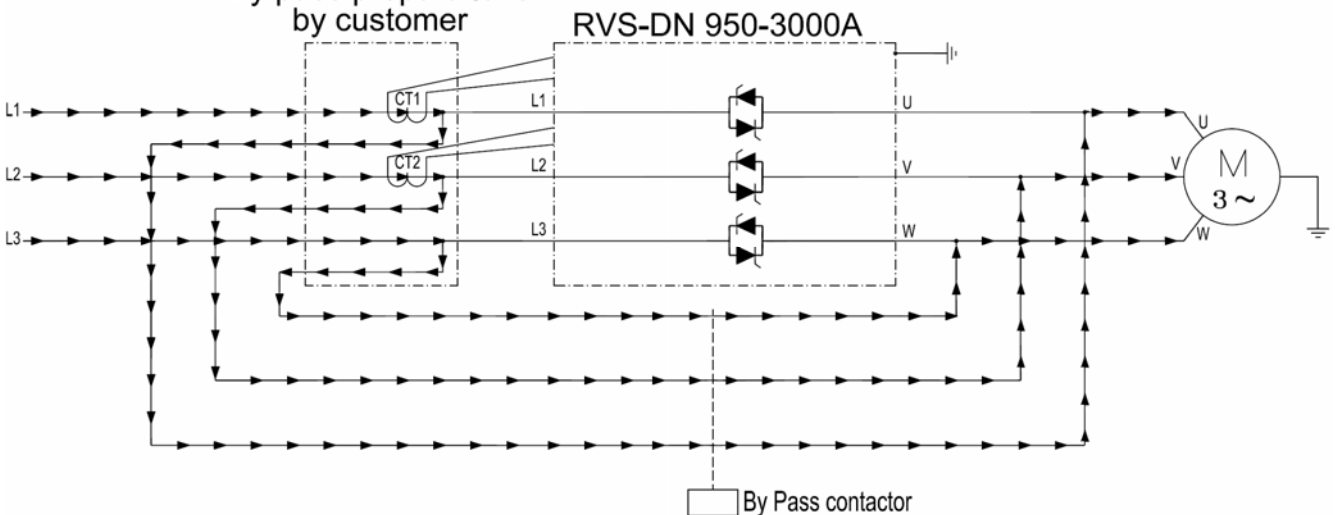 by customer
RVS-DN 950-3000A
CT1
L1
L1
U
U
CT2
L2
L2
V
V
M
3 ~
L3
L3
W
W
By Pass contactor